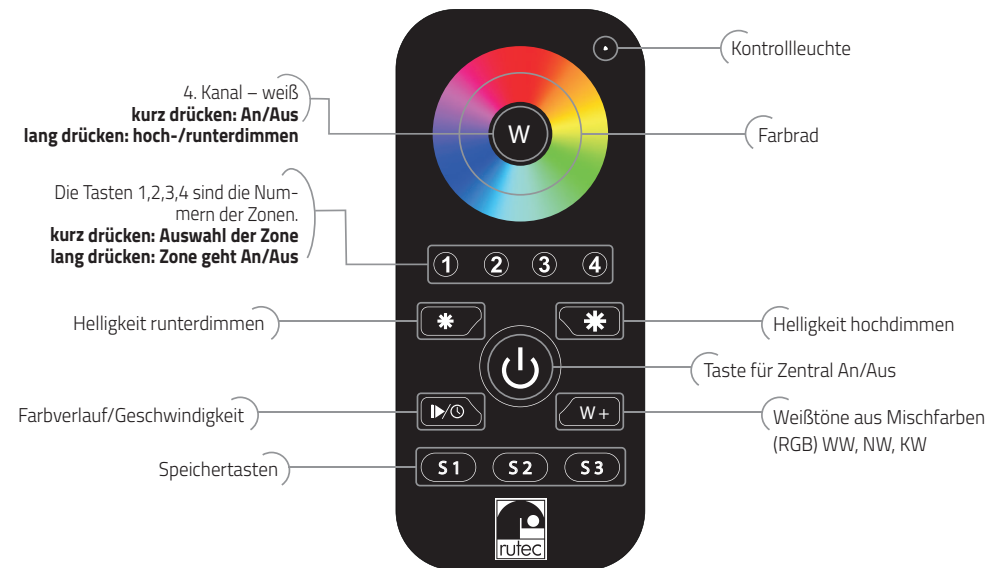 Kontrollleuchte
4. Kanal – weiß
kurz drücken: An/Aus
lang drücken: hoch-/runterdimmen
W
Farbrad
Die Tasten 1,2,3,4 sind die Num-
mern der Zonen.
kurz drücken: Auswahl der Zone
lang drücken: Zone geht An/Aus
1 2 3 4
Helligkeit runterdimmen
Helligkeit hochdimmen
Taste für Zentral An/Aus
Farbverlauf/Geschwindigkeit
W+
Weißtöne aus Mischfarben
(RGB) WW, NW, KW
Speichertasten
S1 S2 S3
rutec